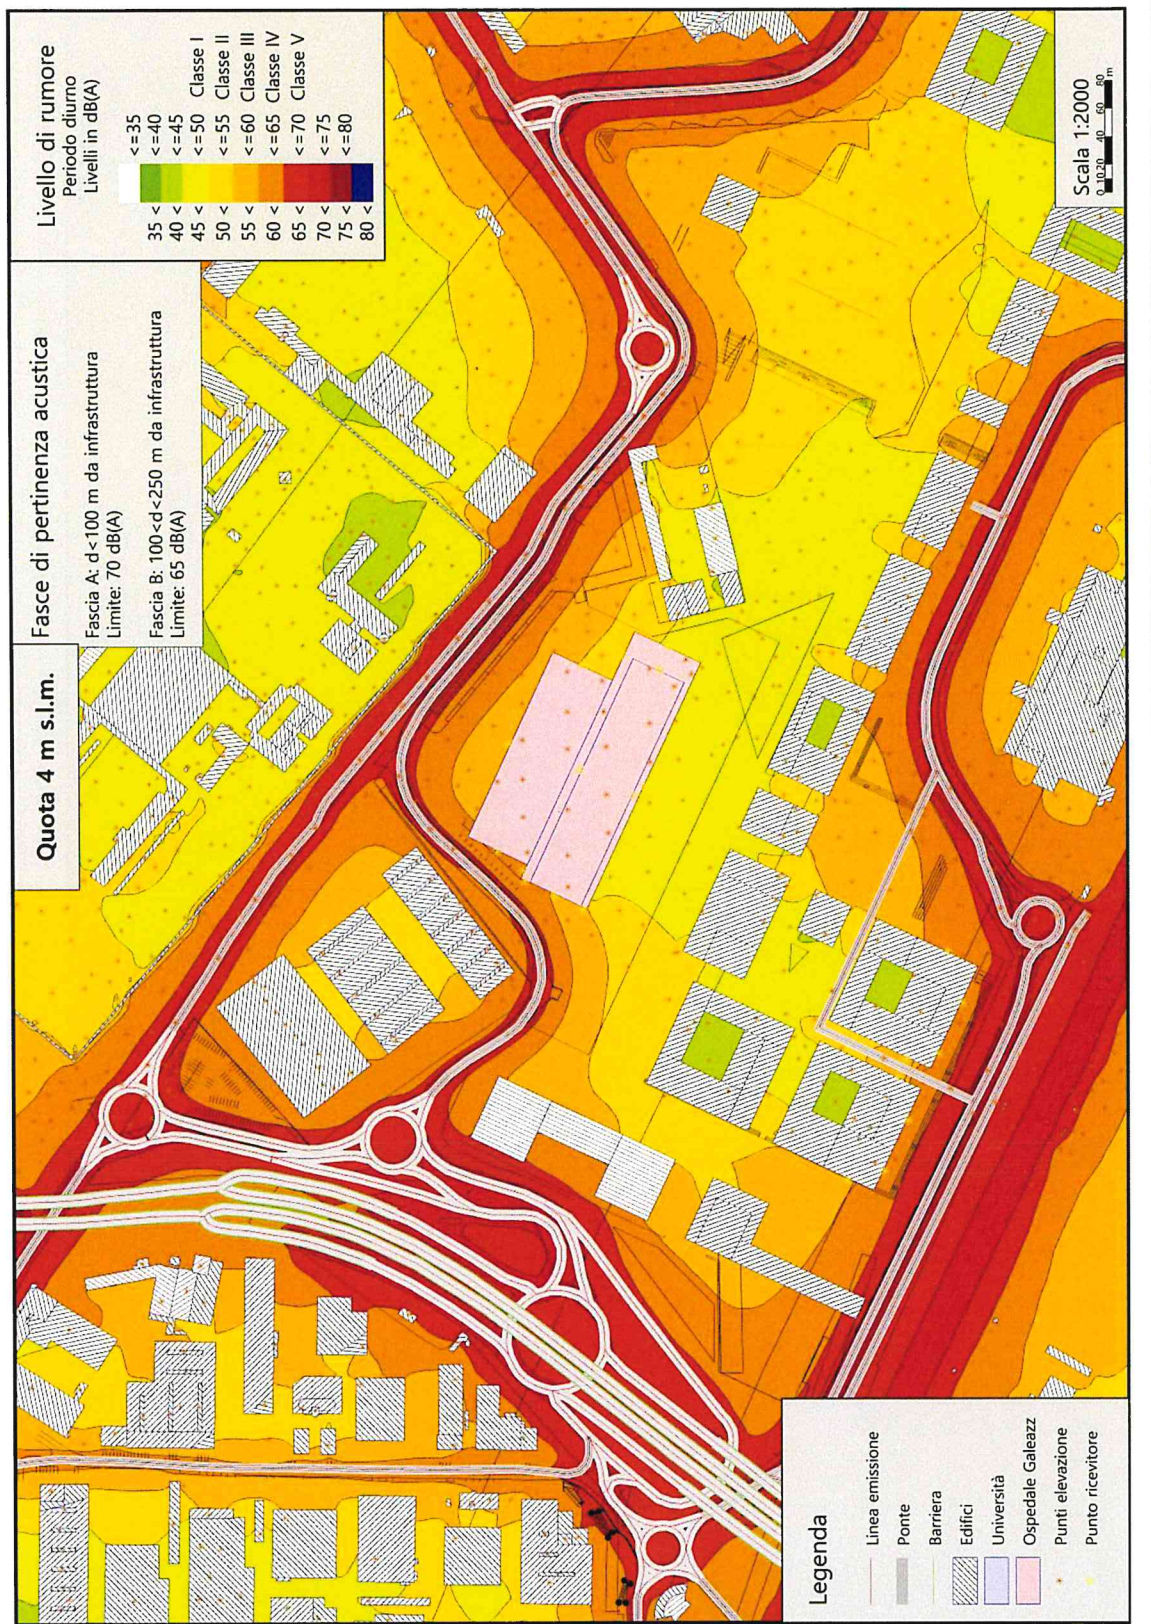 Livello di rumore
Periodo diurno
Livelli in dB(A)
<=35
35 < <=40
40 < <=45
45 < <=50 Classe I
50 < <=55 Classe II
55 < <=60 Classe III
60 < <=65 Classe IV
65 < <=70 Classe V
70 < <=75
75 < <=80
80 <
Fasce di pertinenza acustica
Fascia A: d<100 m da infrastruttura
Limite: 70 dB(A)
Fascia B: 100<d<250 m da infrastruttura
Limite: 65 dB(A)
Quota 4 m s.l.m.
Scala 1:2000
0 10 20 40 60 80
m
Legenda
Linea emissione
Ponte
Barriera
Edifici
Università
Ospedale Galeazz
Punti elevazione
Punto ricevitore